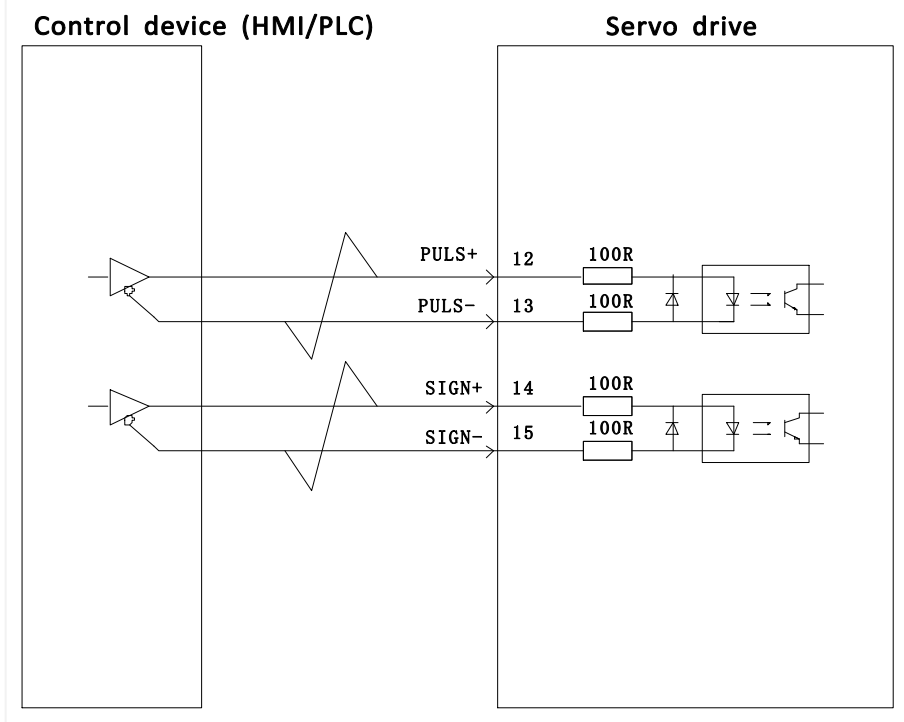 Control device (HMI/PLC)
Servo drive
PULS+ 12 100R
PULS- 13 100R
SIGN+ 14 100R
SIGN- 15 100R